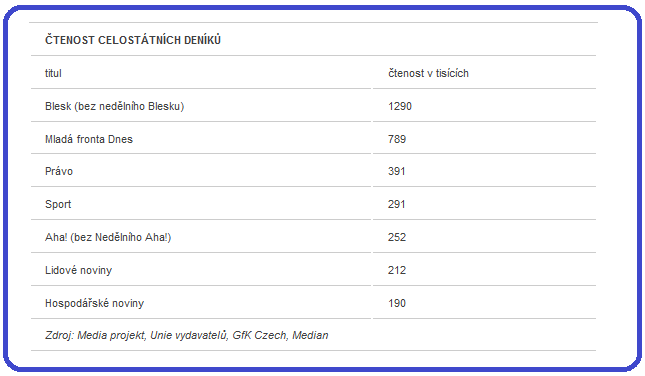 ČTENOST CELOSTÁTNÍCH DENÍKŮ
titul čtenost v tisících
Blesk (bez nedělního Blesku) 1290
Mladá fronta Dnes 789
Právo 391
Sport 291
Aha! (bez Nedělního Aha!) 252
Lidové noviny 212
Hospodářské noviny 190
Zdroj: Media projekt, Unie vydavatelů, GfK Czech, Median